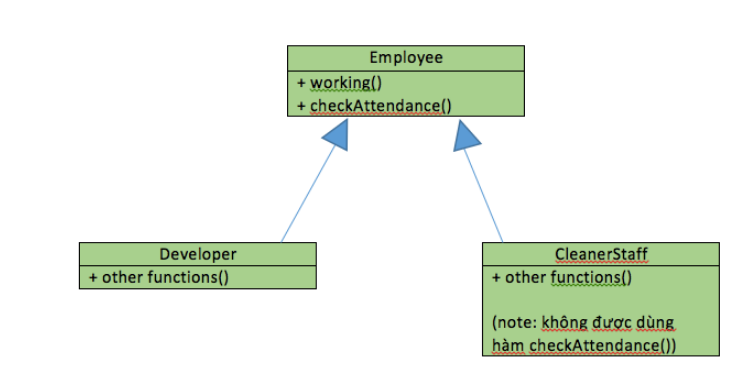 Employee
+ working()
+ checkAttendance()
Developer
+ other functions()
CleanerStaff
+ other functions()
(note: không được dùng
hàm checkAttendance())